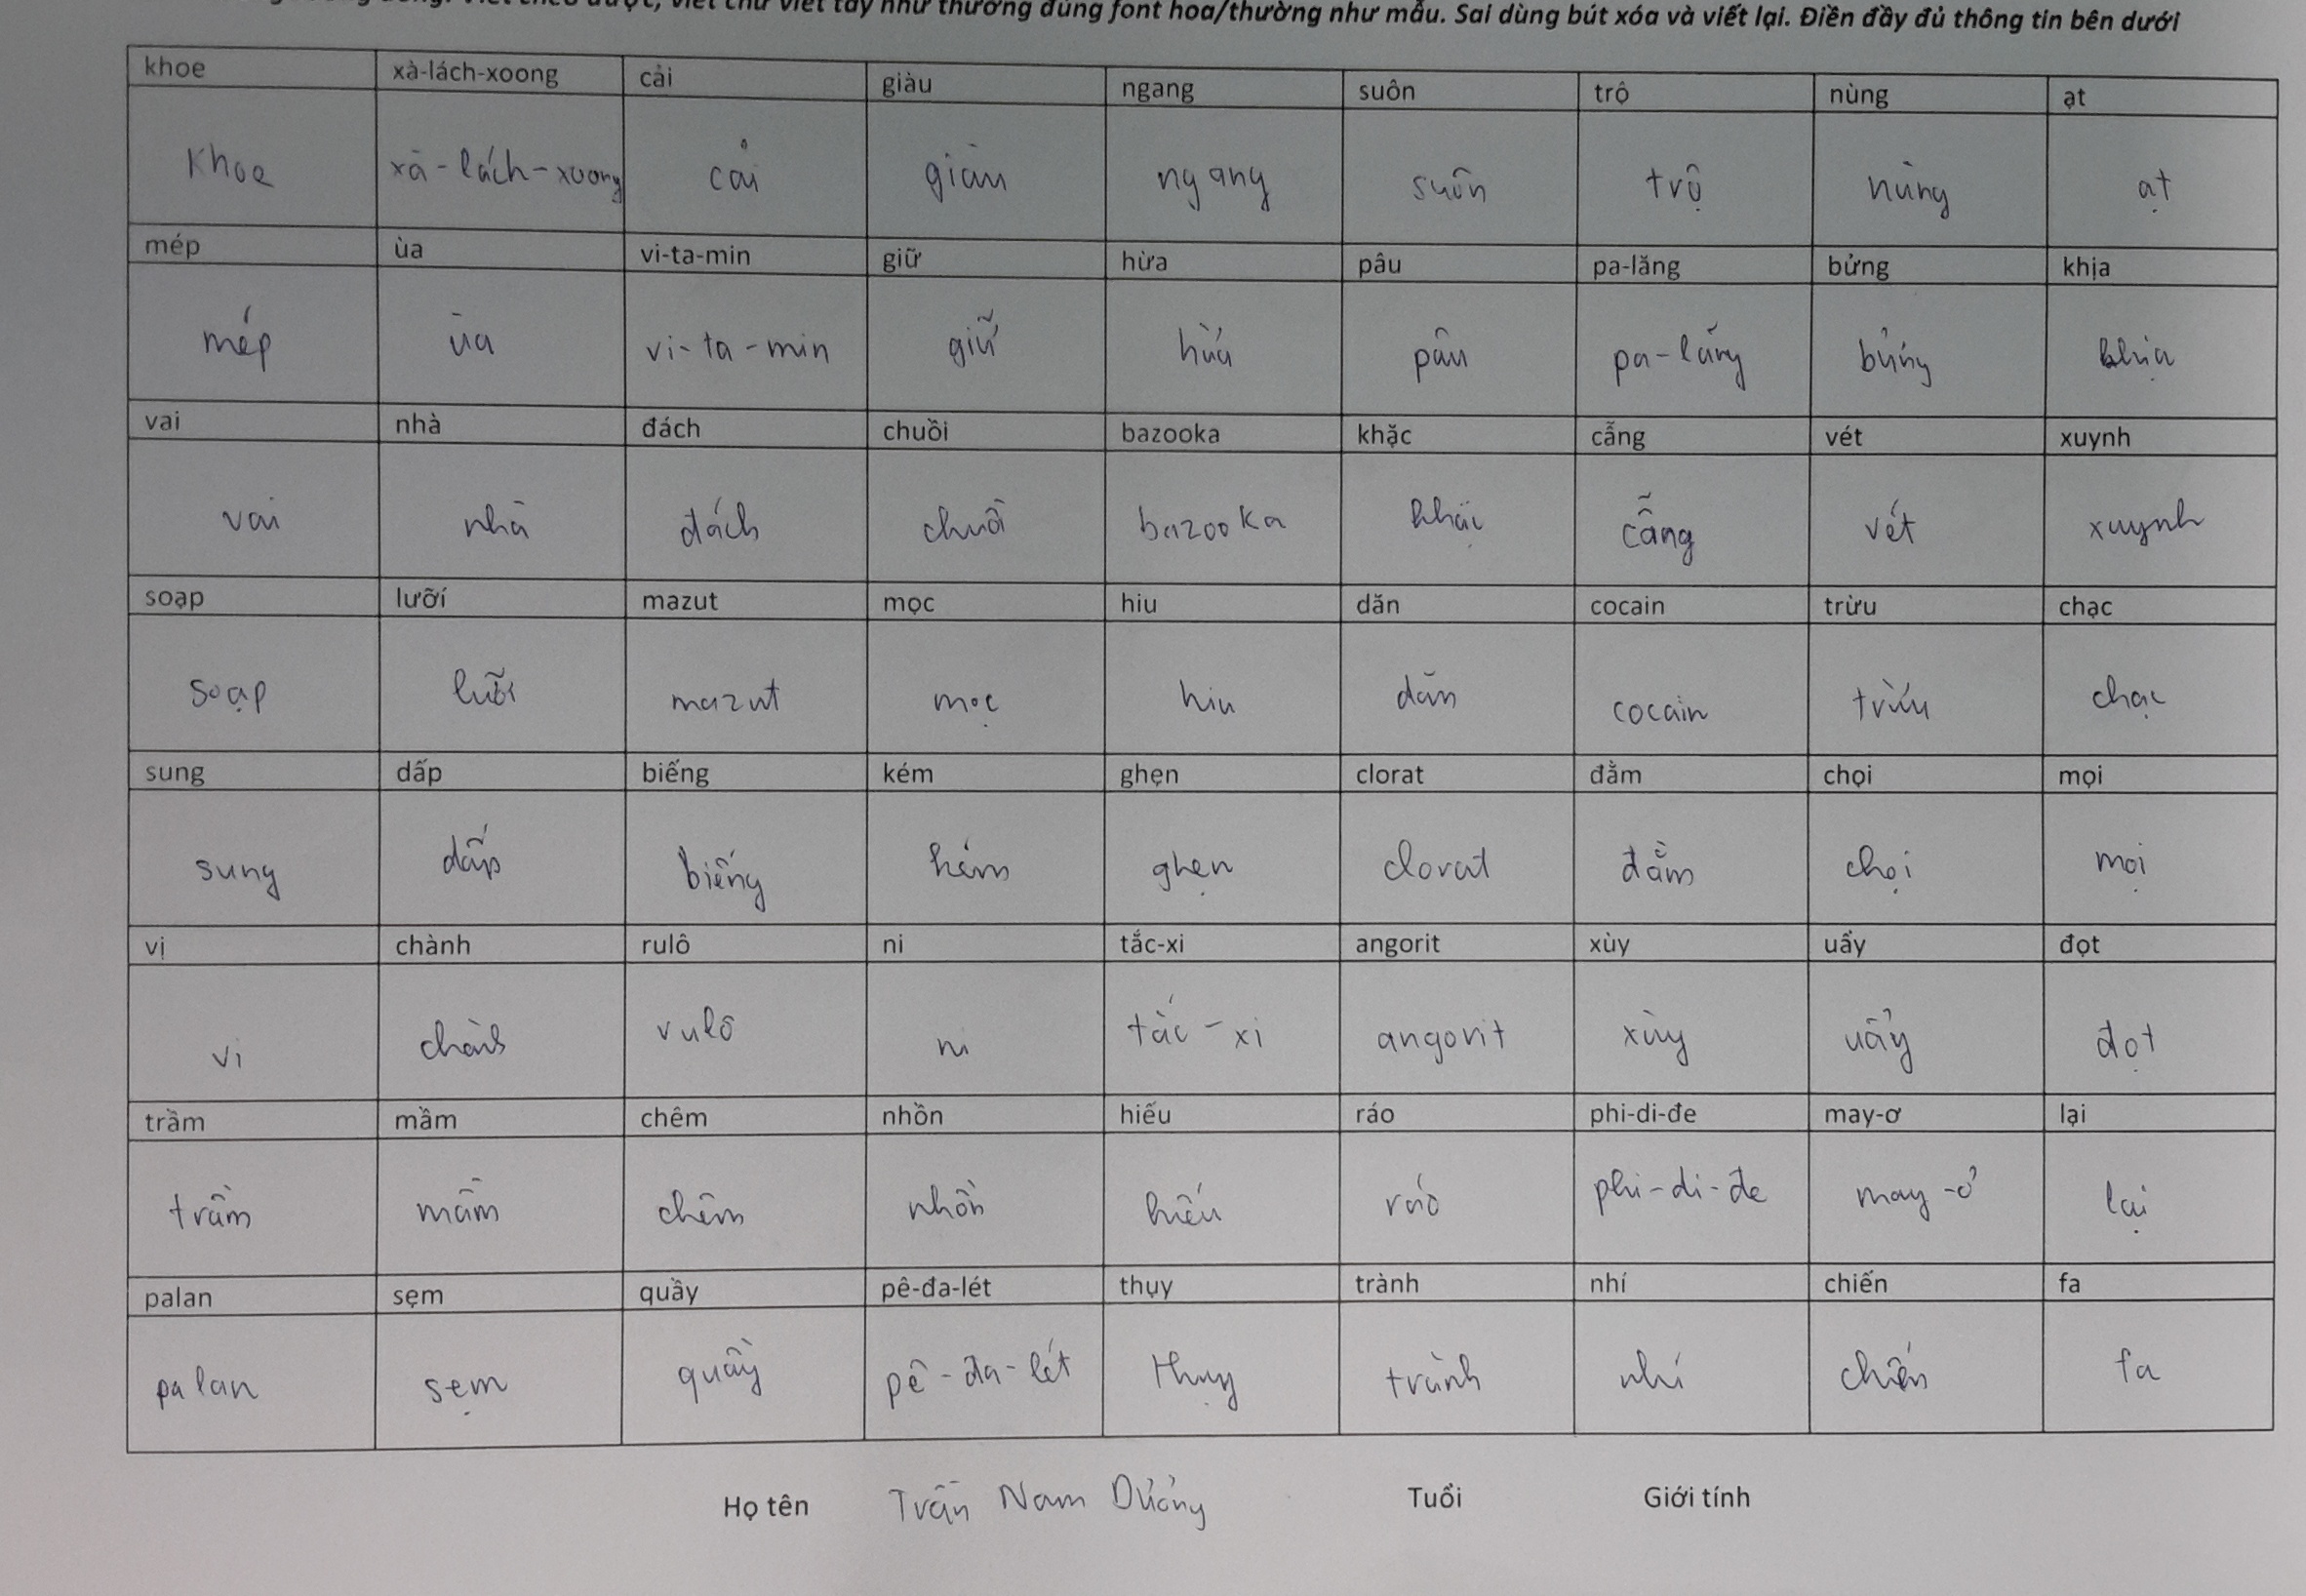 viết chữ viết tay như thường đúng font hoa/thường như mẫu. Sai dùng bút xóa và viết lại. Điền đầy đủ thông tin bên dưới
khoe xà-lách-xoong cải giàu ngang suôn trộ nùng ạt
Khoe xà-lách-xoong cải giàu ngang suôn trộ nùng ạt
mép ùa vi-ta-min giữ hừa pâu pa-lăng bửng khịa
mép ùa vi-ta-min giữ hừa pâu pa-lăng bửng khịa
vai nhà đách chuồi bazooka khặc cẵng vét xuynh
vai nhà đách chuồi bazooka khặc cẵng vét xuynh
soạp lưỡí mazut mọc hiu dăn cocain trừu chạc
soạp lưỡi mazut mọc hiu dăn cocain trừu chạc
sung dấp biếng kém ghẹn clorat đằm chọi mọi
sung dấp biếng kém ghẹn clorat đằm chọi mọi
vị chành rulô ni tắc-xi angorit xùy uẩy đọt
vị chành rulô ni tắc-xi angorit xùy uẩy đọt
trầm mầm chêm nhồn hiếu ráo phi-di-đe may-ơ lại
trầm mầm chêm nhồn hiếu ráo phi-di-đe may-ơ lại
palan sẹm quầy pê-đa-lét thụy trành nhí chiến fa
palan sẹm quầy pê-đa-lét thụy trành nhí chiến fa
Họ tên Trần Nam Dương Tuổi Giới tính